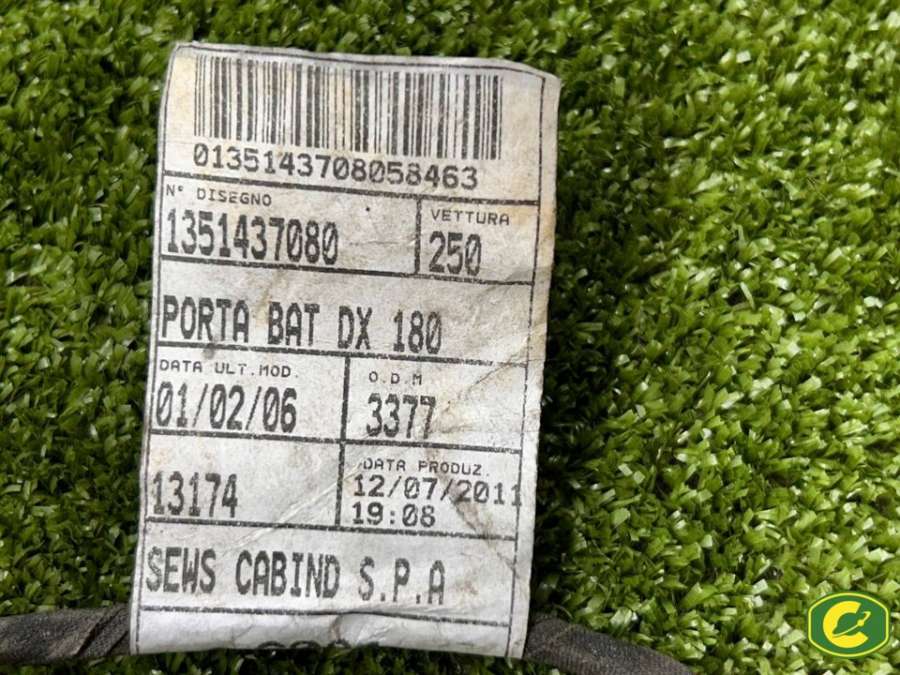 0135143708058463
N° DISEGNO
1351437080
VETTURA
250
PORTA BAT DX 180
DATA ULT.MOD.
01/02/06
O.D.M
3377
13174
DATA PRODUZ.
12/07/2011
19:08
SEWS CABIND S.P.A